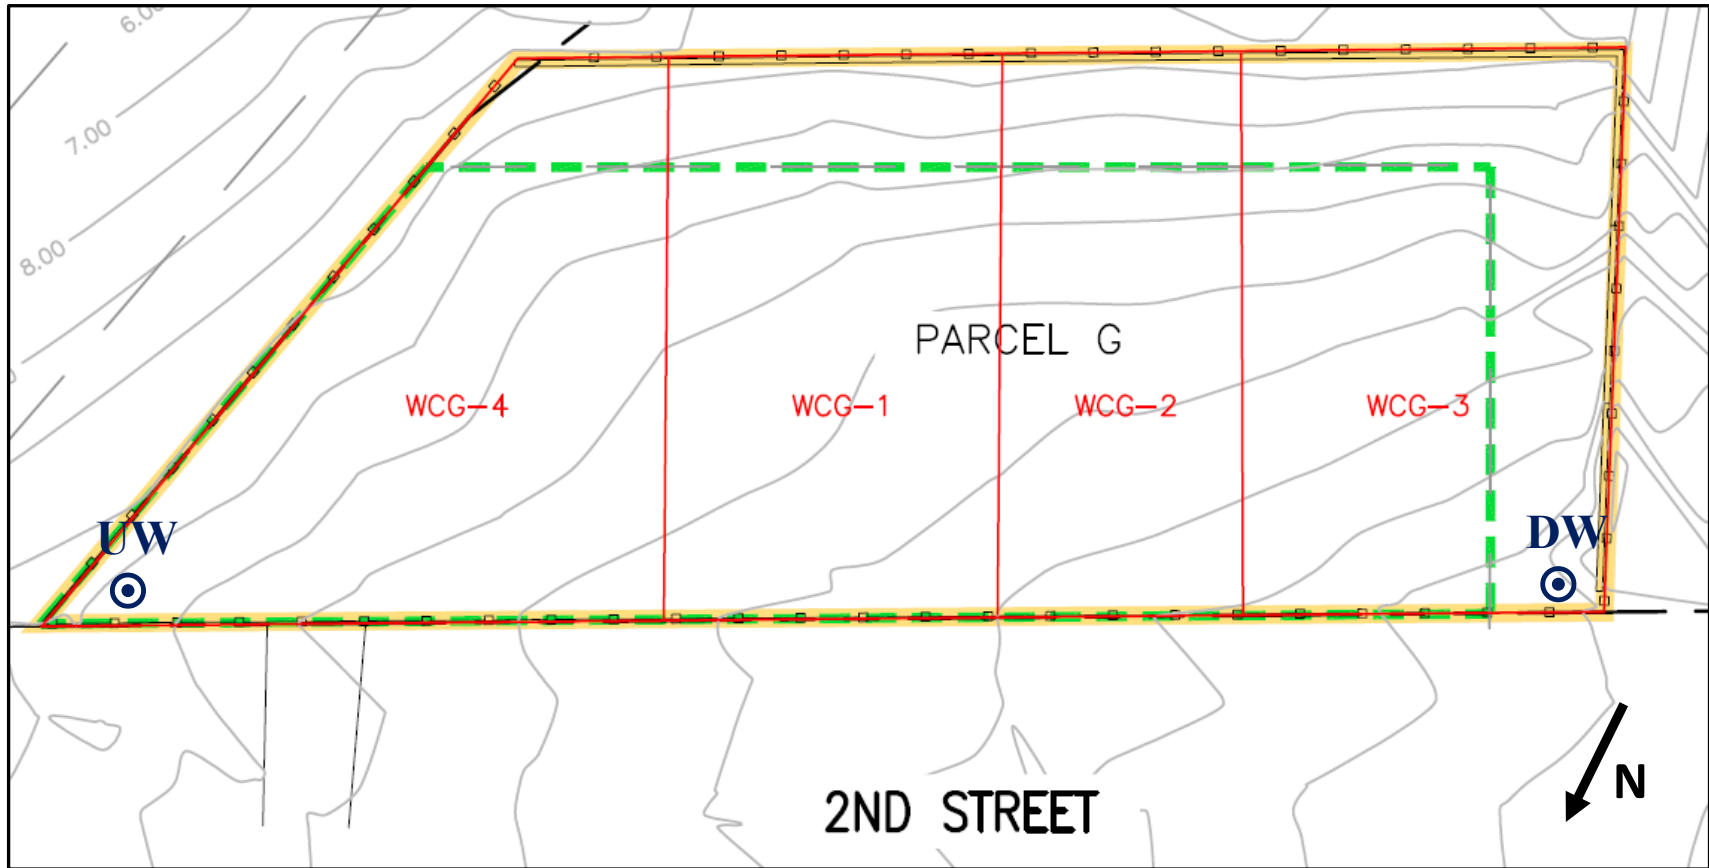 6.00
7.00
8.00
PARCEL G
WCG-4
WCG-1
WCG-2
WCG-3
UW
DW
N
2ND STREET